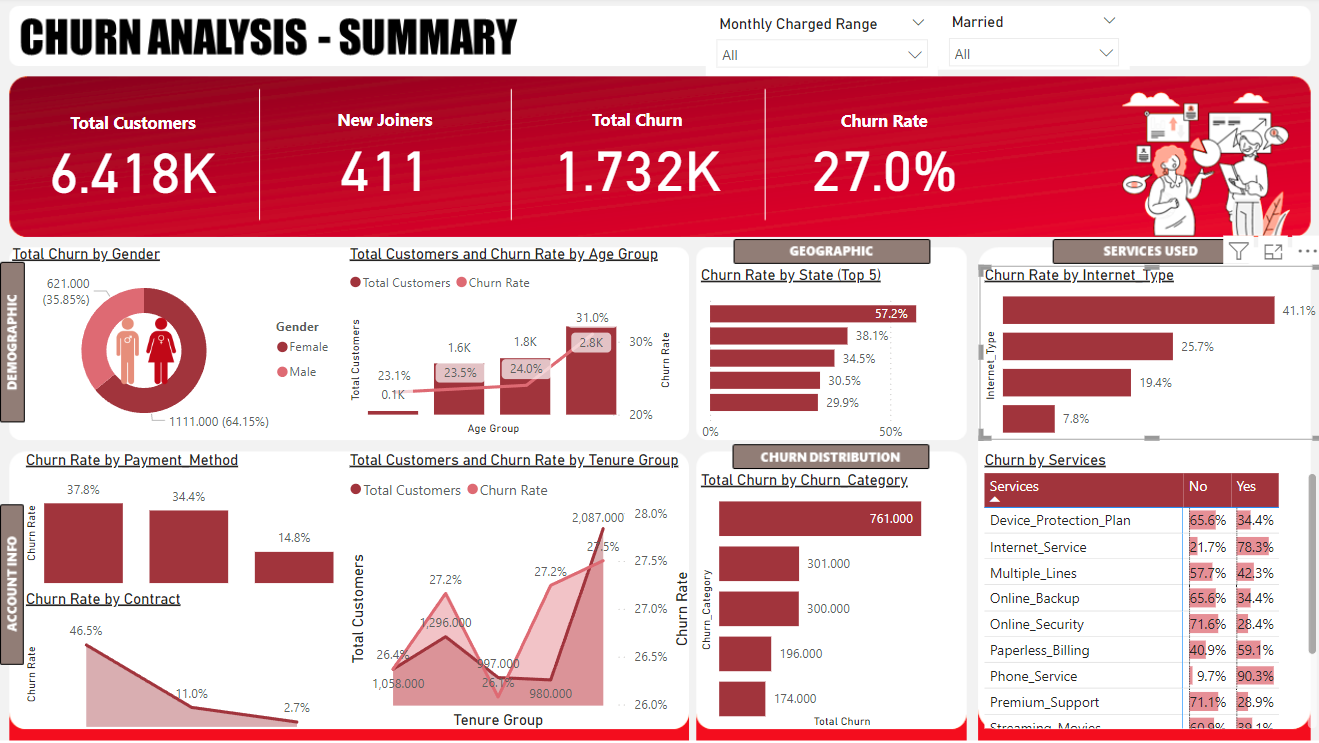 CHURN ANALYSIS - SUMMARY
Monthly Charged Range
All
Married
All
Total Customers
6.418K
New Joiners
411
Total Churn
1.732K
Churn Rate
27.0%
DEMOGRAPHIC
Total Churn by Gender
621.000
(35.85%)
1111.000 (64.15%)
Gender
Female
Male
Total Customers and Churn Rate by Age Group
Total Customers
Churn Rate
Total Customers
23.1%
0.1K
1.6K
23.5%
1.8K
24.0%
31.0%
2.8K
30%
20%
Churn Rate
Age Group
GEOGRAPHIC
Churn Rate by State (Top 5)
57.2%
38.1%
34.5%
30.5%
29.9%
0%
50%
SERVICES USED
Churn Rate by Internet_Type
Internet_Type
41.1%
25.7%
19.4%
7.8%
ACCOUNT INFO
Churn Rate by Payment_Method
Churn Rate
37.8%
34.4%
14.8%
Churn Rate by Contract
Churn Rate
46.5%
11.0%
2.7%
Total Customers and Churn Rate by Tenure Group
Total Customers
Churn Rate
Total Customers
26.4%
1,058.000
27.2%
1,296.000
997.000
26.1%
27.2%
980.000
2,087.000
27.5%
28.0%
27.5%
27.0%
26.5%
26.0%
Churn Rate
Tenure Group
CHURN DISTRIBUTION
Total Churn by Churn_Category
Churn_Category
761.000
301.000
300.000
196.000
174.000
Total Churn
Churn by Services
Services No Yes
Device_Protection_Plan 65.6% 34.4%
Internet_Service 21.7% 78.3%
Multiple_Lines 57.7% 42.3%
Online_Backup 65.6% 34.4%
Online_Security 71.6% 28.4%
Paperless_Billing 40.9% 59.1%
Phone_Service 9.7% 90.3%
Premium_Support 71.1% 28.9%
Streaming_Movies 60.9% 39.1%